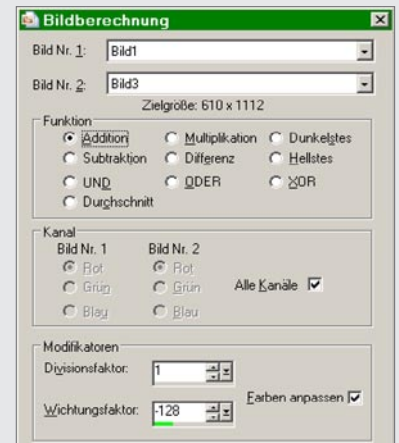 Bildberechnung
Bild Nr. 1: Bild1
Bild Nr. 2: Bild3
Zielgröße: 610 x 1112
Funktion
Addition Multiplikation Dunkelstes
Subtraktion Differenz Hellstes
UND ODER XOR
Durchschnitt
Kanal
Bild Nr. 1 Bild Nr. 2
Rot Rot
Grün Grün Alle Kanäle
Blau Blau
Modifikatoren
Divisionsfaktor: 1
Wichtungsfaktor: -128 Farben anpassen